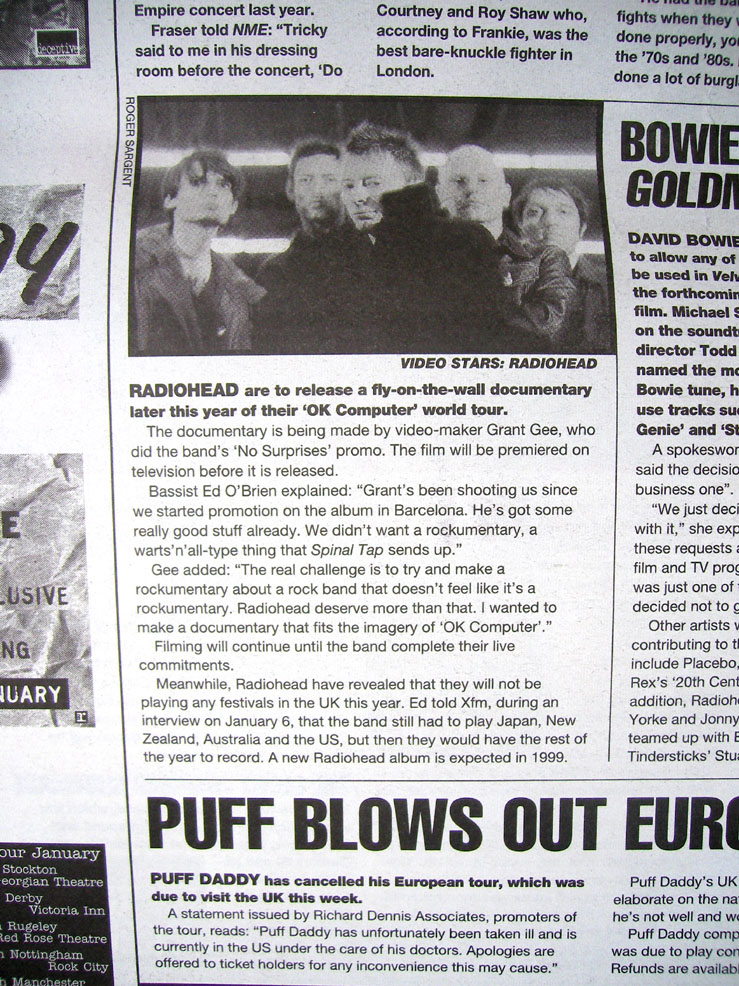 Empire concert last year.
Fraser told NME: “Tricky
said to me in his dressing
room before the concert, ‘Do
Courtney and Roy Shaw who,
according to Frankie, was the
best bare-knuckle fighter in
London.
fights when they
done properly, yo
the ’70s and ’80s.
done a lot of burgl
deceptive
ROGER SARGENT
VIDEO STARS: RADIOHEAD
RADIOHEAD are to release a fly-on-the-wall documentary
later this year of their ‘OK Computer’ world tour.
The documentary is being made by video-maker Grant Gee, who
did the band’s ‘No Surprises’ promo. The film will be premiered on
television before it is released.
Bassist Ed O’Brien explained: “Grant’s been shooting us since
we started promotion on the album in Barcelona. He’s got some
really good stuff already. We didn’t want a rockumentary, a
warts’n’all-type thing that Spinal Tap sends up.”
Gee added: “The real challenge is to try and make a
rockumentary about a rock band that doesn’t feel like it’s a
rockumentary. Radiohead deserve more than that. I wanted to
make a documentary that fits the imagery of ‘OK Computer’.”
Filming will continue until the band complete their live
commitments.
Meanwhile, Radiohead have revealed that they will not be
playing any festivals in the UK this year. Ed told Xfm, during an
interview on January 6, that the band still had to play Japan, New
Zealand, Australia and the US, but then they would have the rest of
the year to record. A new Radiohead album is expected in 1999.
BOWIE
GOLDM
DAVID BOWIE
to allow any of
be used in Velv
the forthcomin
film. Michael S
on the soundt
director Todd
named the mo
Bowie tune, h
use tracks suc
Genie’ and ‘St
A spokeswor
said the decisio
business one”.
“We just deci
with it,” she exp
these requests a
film and TV prog
was just one of
decided not to g
Other artists w
contributing to th
include Placebo,
Rex’s ‘20th Cent
addition, Radiohe
Yorke and Jonny
teamed up with B
Tindersticks’ Stua
PUFF BLOWS OUT EURO
PUFF DADDY has cancelled his European tour, which was
due to visit the UK this week.
A statement issued by Richard Dennis Associates, promoters of
the tour, reads: “Puff Daddy has unfortunately been taken ill and is
currently in the US under the care of his doctors. Apologies are
offered to ticket holders for any inconvenience this may cause.”
Puff Daddy’s UK
elaborate on the na
he’s not well and wo
Puff Daddy comp
was due to play con
Refunds are availabl
ay
E
LUSIVE
NG
NUARY
our January
Stockton
eorgian Theatre
Derby
Victoria Inn
Rugeley
Red Rose Theatre
Nottingham
Rock City
Manchester